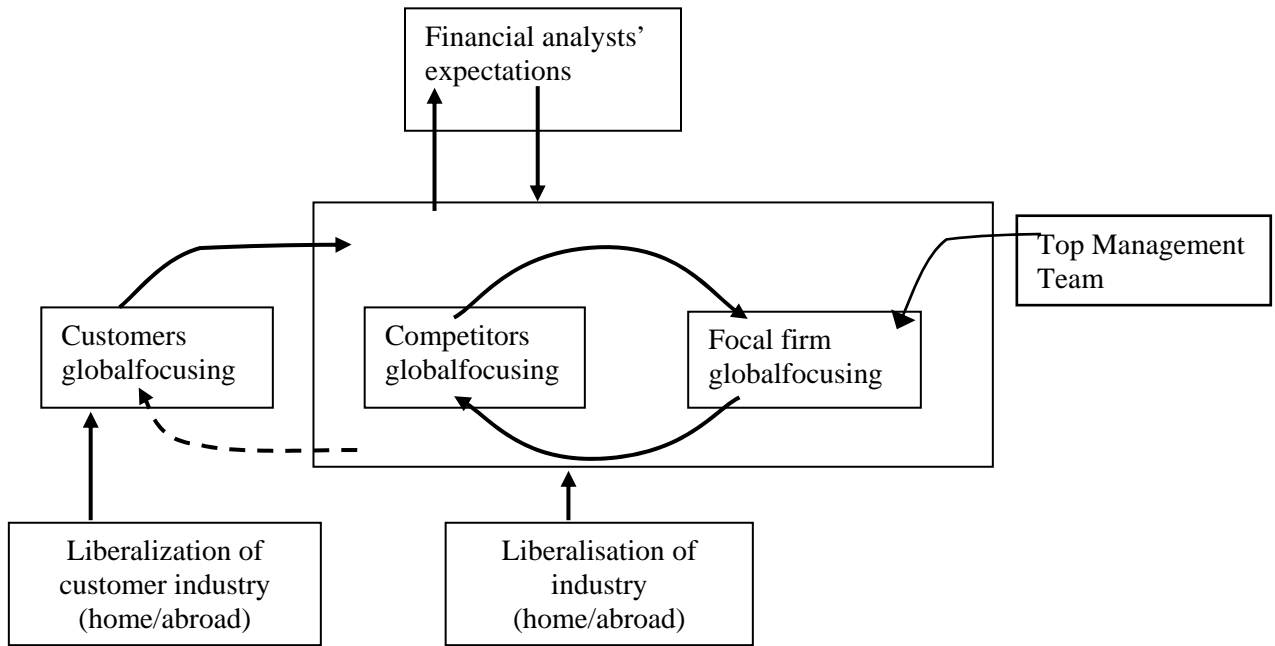 Financial analysts’
expectations
Top Management
Team
Customers
globalfocusing
Competitors
globalfocusing
Focal firm
globalfocusing
Liberalization of
customer industry
(home/abroad)
Liberalisation of
industry
(home/abroad)